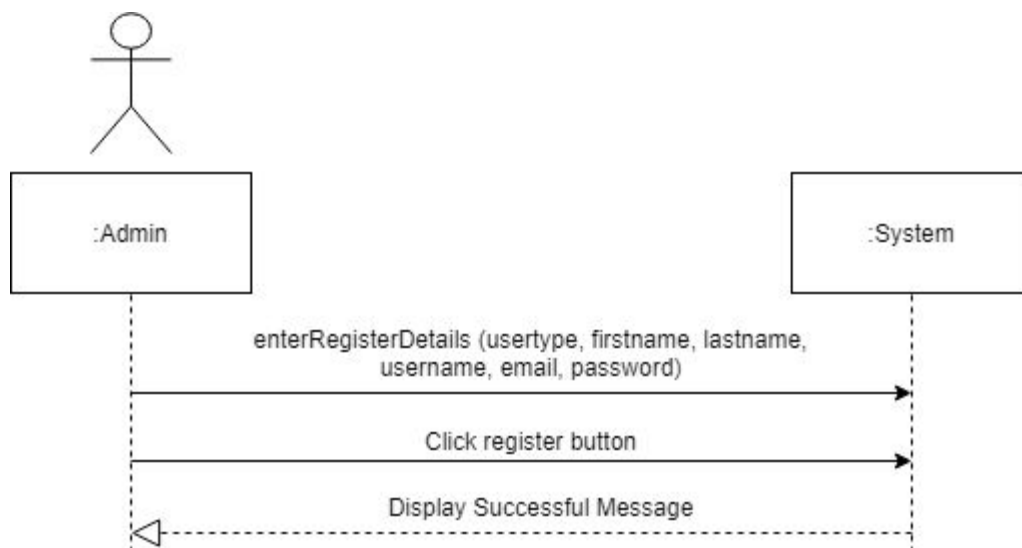 :Admin
:System
enterRegisterDetails (usertype, firstname, lastname,
username, email, password)
Click register button
Display Successful Message